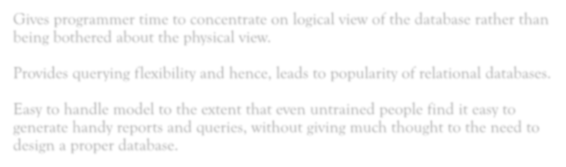 Gives programmer time to concentrate on logical view of the database rather than
being bothered about the physical view.
Provides querying flexibility and hence, leads to popularity of relational databases.
Easy to handle model to the extent that even untrained people find it easy to
generate handy reports and queries, without giving much thought to the need to
design a proper database.